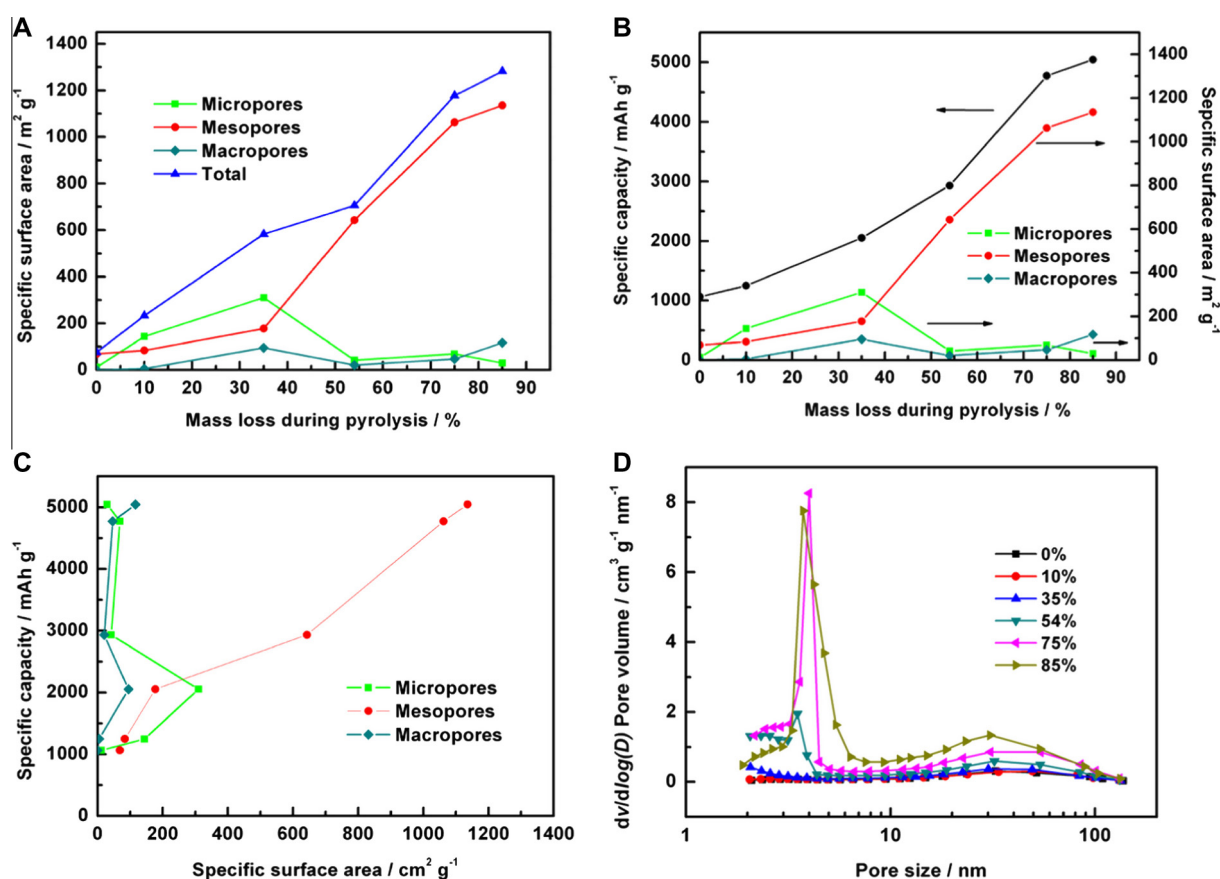 A
Specific surface area / m² g⁻¹
1400
1200
1000
800
600
400
200
0
Micropores
Mesopores
Macropores
Total
0 10 20 30 40 50 60 70 80 90
Mass loss during pyrolysis / %
B
Specific capacity / mAh g⁻¹
5000
4000
3000
2000
1000
0
Micropores
Mesopores
Macropores
1400
1200
1000
800
600
400
200
0
Sepcific surface area / m² g⁻¹
0 10 20 30 40 50 60 70 80 90
Mass loss during pyrolysis / %
C
Specific capacity / mAh g⁻¹
5000
4000
3000
2000
1000
0
Micropores
Mesopores
Macropores
0 200 400 600 800 1000 1200 1400
Specific surface area / cm² g⁻¹
D
dv/dlog(D) Pore volume / cm³ g⁻¹ nm⁻¹
8
6
4
2
0
0%
10%
35%
54%
75%
85%
1 10 100
Pore size / nm